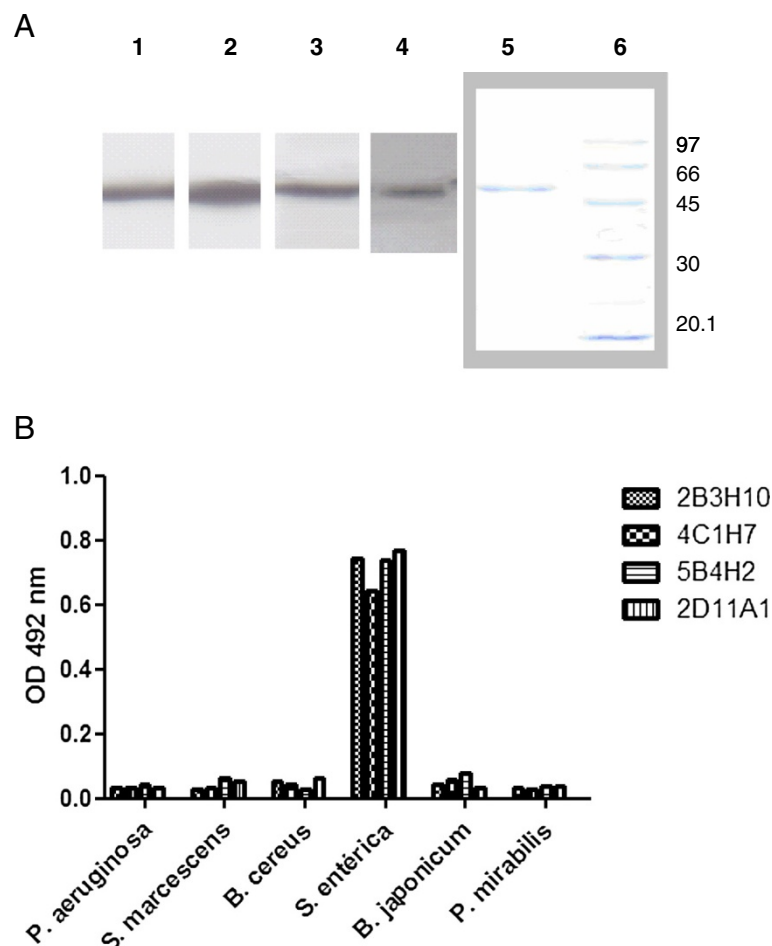 A
1 2 3 4 5 6
97
66
45
30
20.1
B
1.0
0.8
0.6
0.4
0.2
0.0
OD 492 nm
2B3H10
4C1H7
5B4H2
2D11A1
P. aeruginosa
S. marcescens
B. cereus
S. entérica
B. japonicum
P. mirabilis